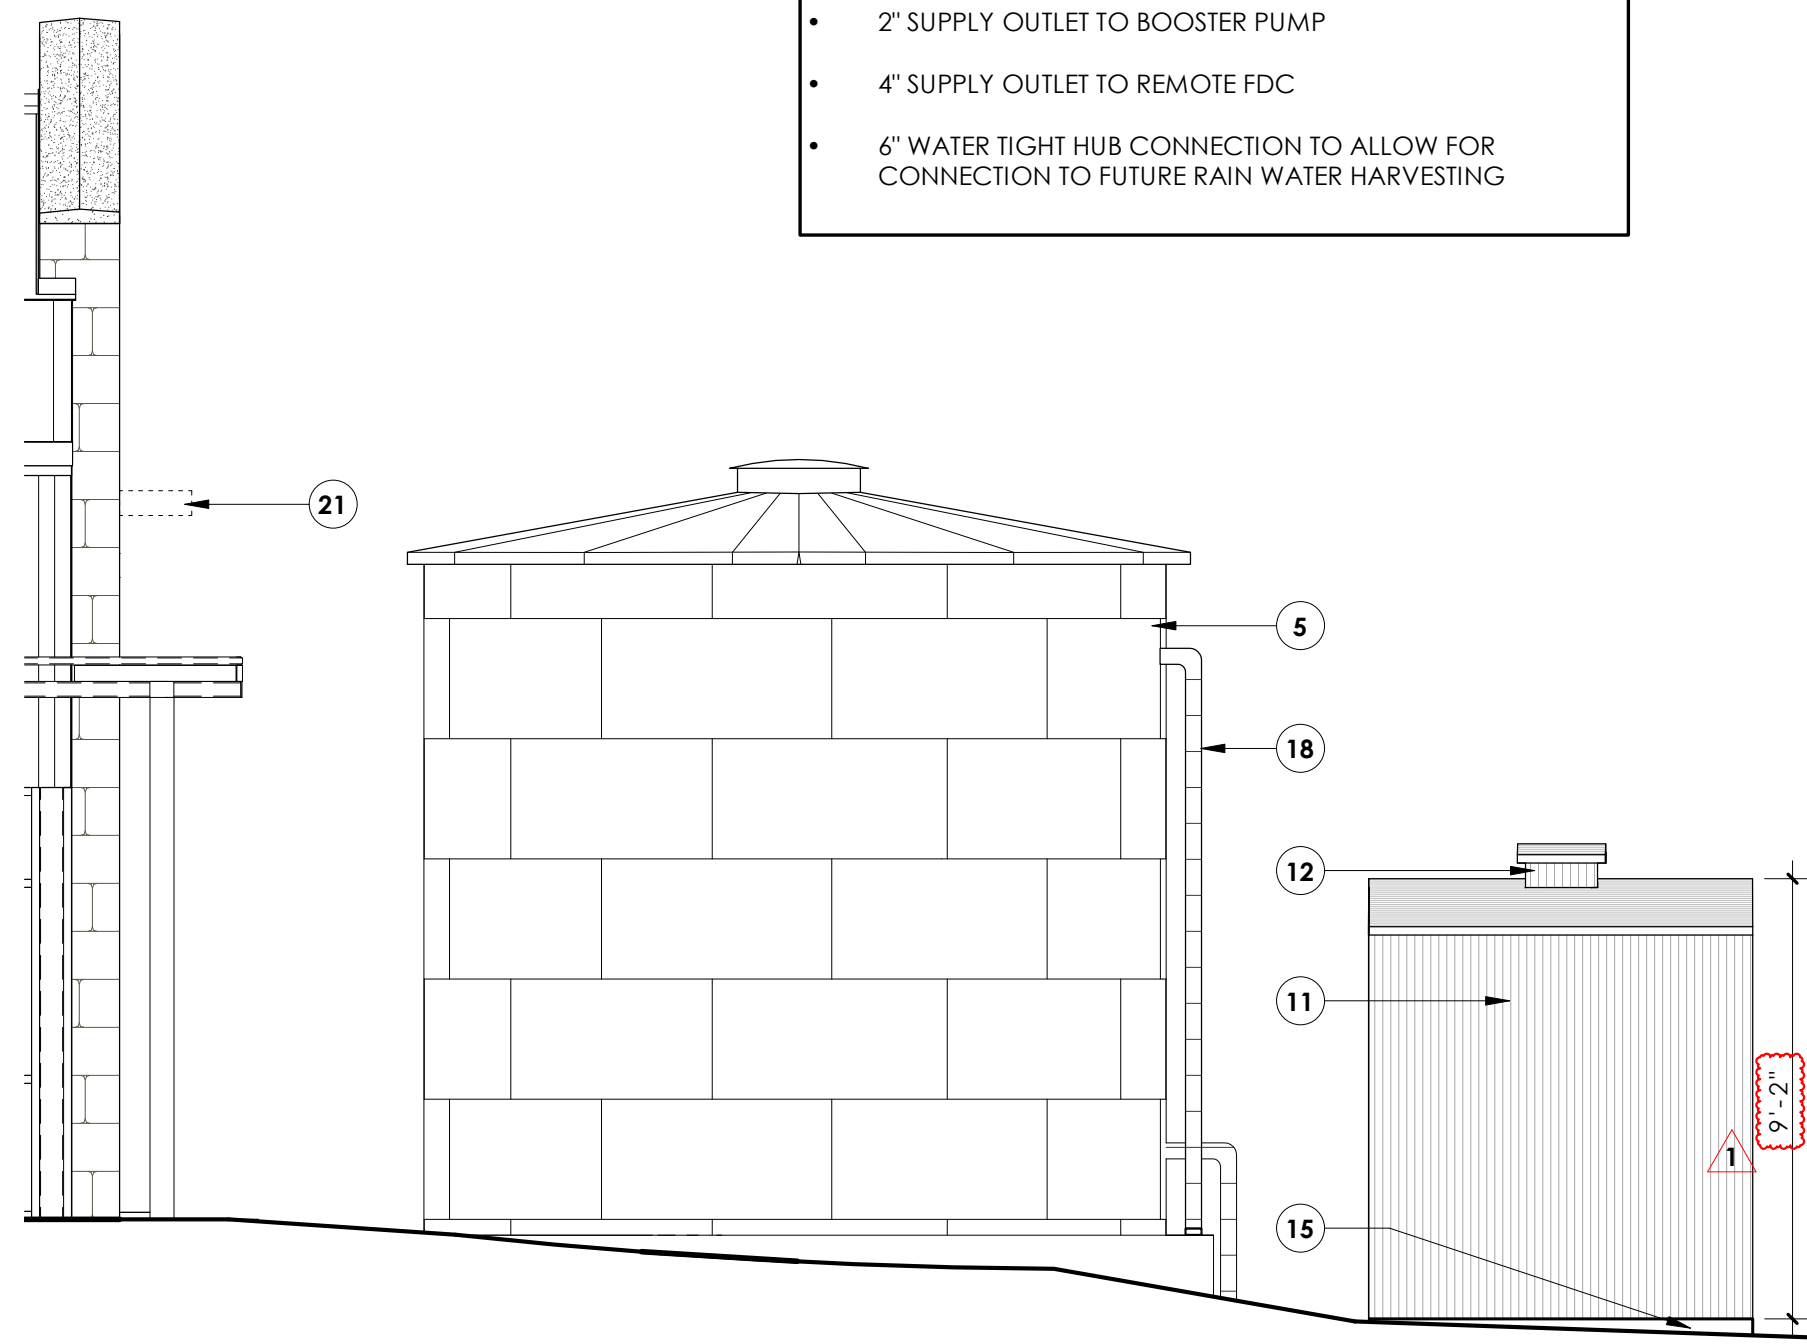 • 2" SUPPLY OUTLET TO BOOSTER PUMP
• 4" SUPPLY OUTLET TO REMOTE FDC
• 6" WATER TIGHT HUB CONNECTION TO ALLOW FOR
CONNECTION TO FUTURE RAIN WATER HARVESTING
21
5
18
12
11
9'-2"
1
15